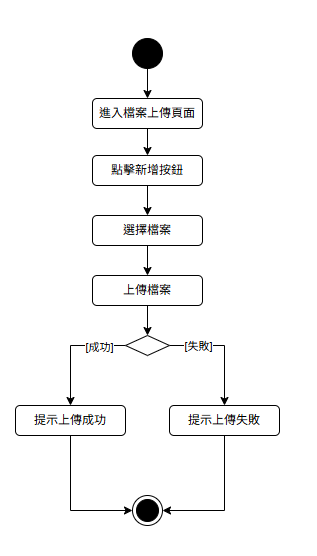 進入檔案上傳頁面
點擊新增按鈕
選擇檔案
上傳檔案
[成功]
[失敗]
提示上傳成功
提示上傳失敗